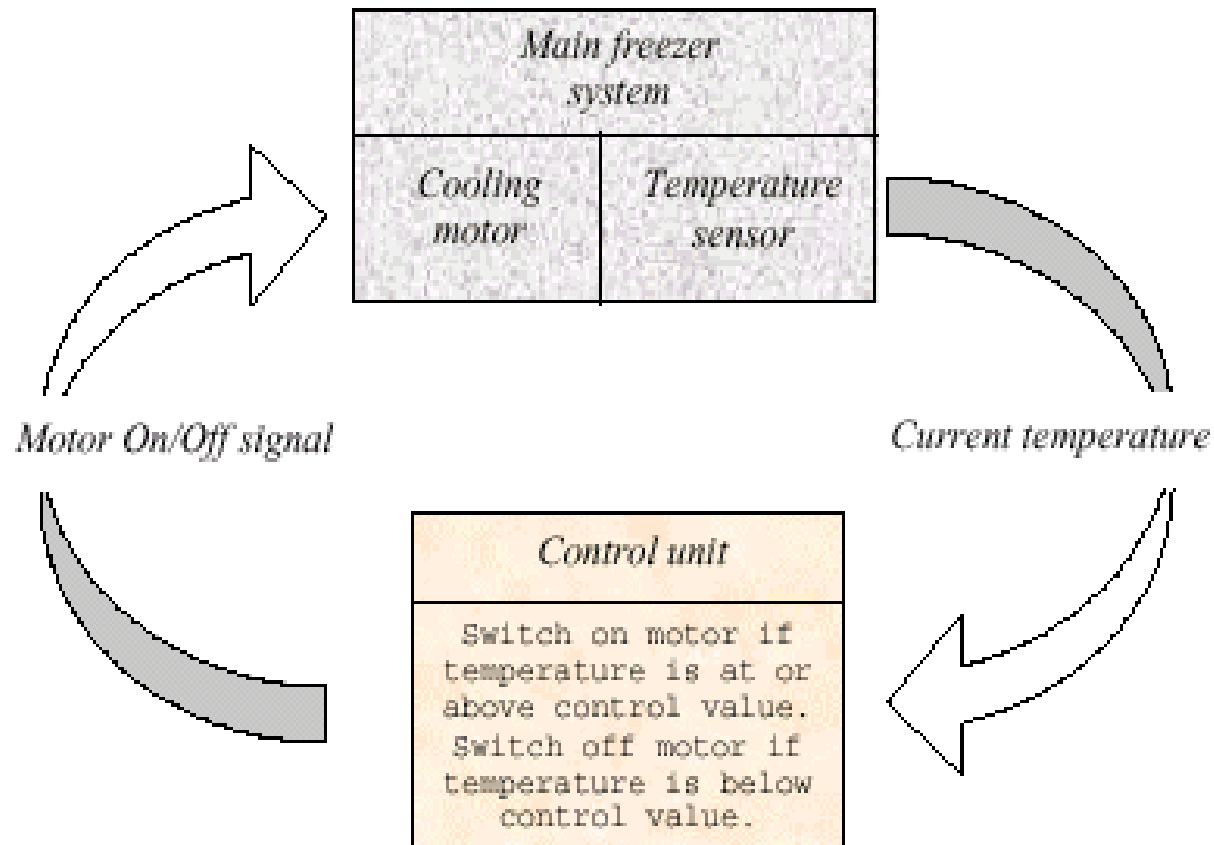 Main freezer
system
Cooling
motor
Temperature
sensor
Motor On/Off signal
Current temperature
Control unit
Switch on motor if
temperature is at or
above control value.
Switch off motor if
temperature is below
control value.